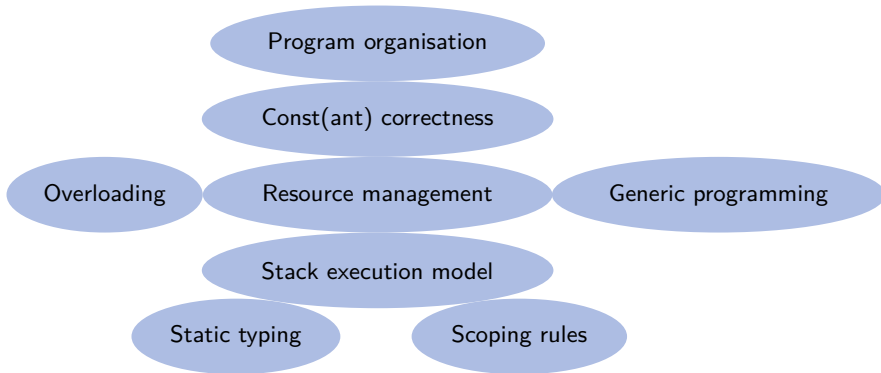 Program organisation
Const(ant) correctness
Overloading
Resource management
Generic programming
Stack execution model
Static typing
Scoping rules